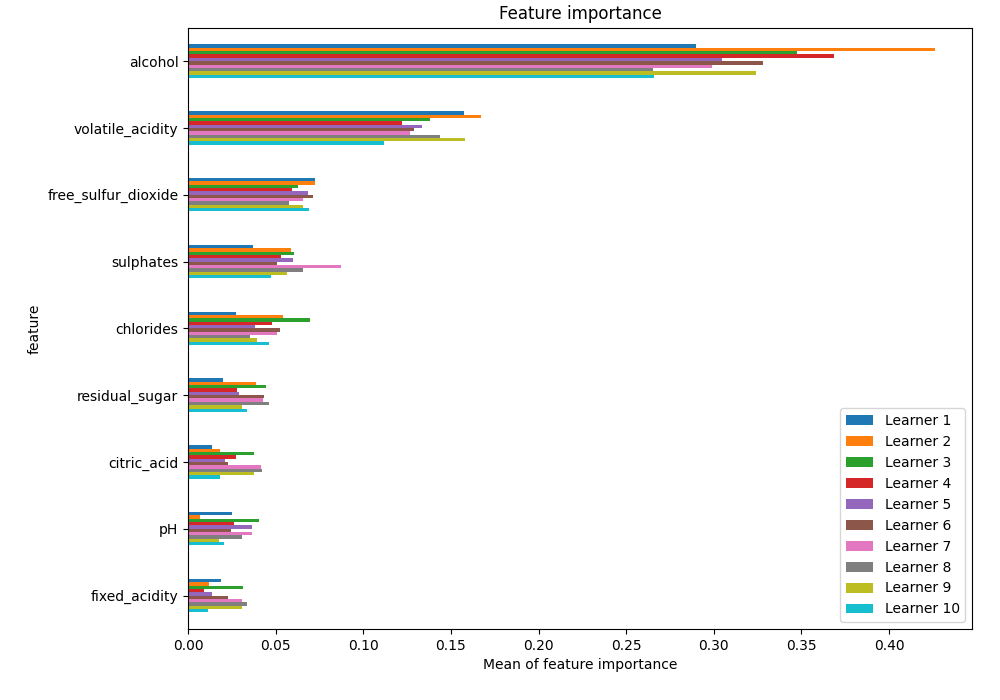 Feature importance
alcohol
volatile_acidity
free_sulfur_dioxide
sulphates
chlorides
residual_sugar
citric_acid
pH
fixed_acidity
feature
Learner 1
Learner 2
Learner 3
Learner 4
Learner 5
Learner 6
Learner 7
Learner 8
Learner 9
Learner 10
0.00 0.05 0.10 0.15 0.20 0.25 0.30 0.35 0.40
Mean of feature importance